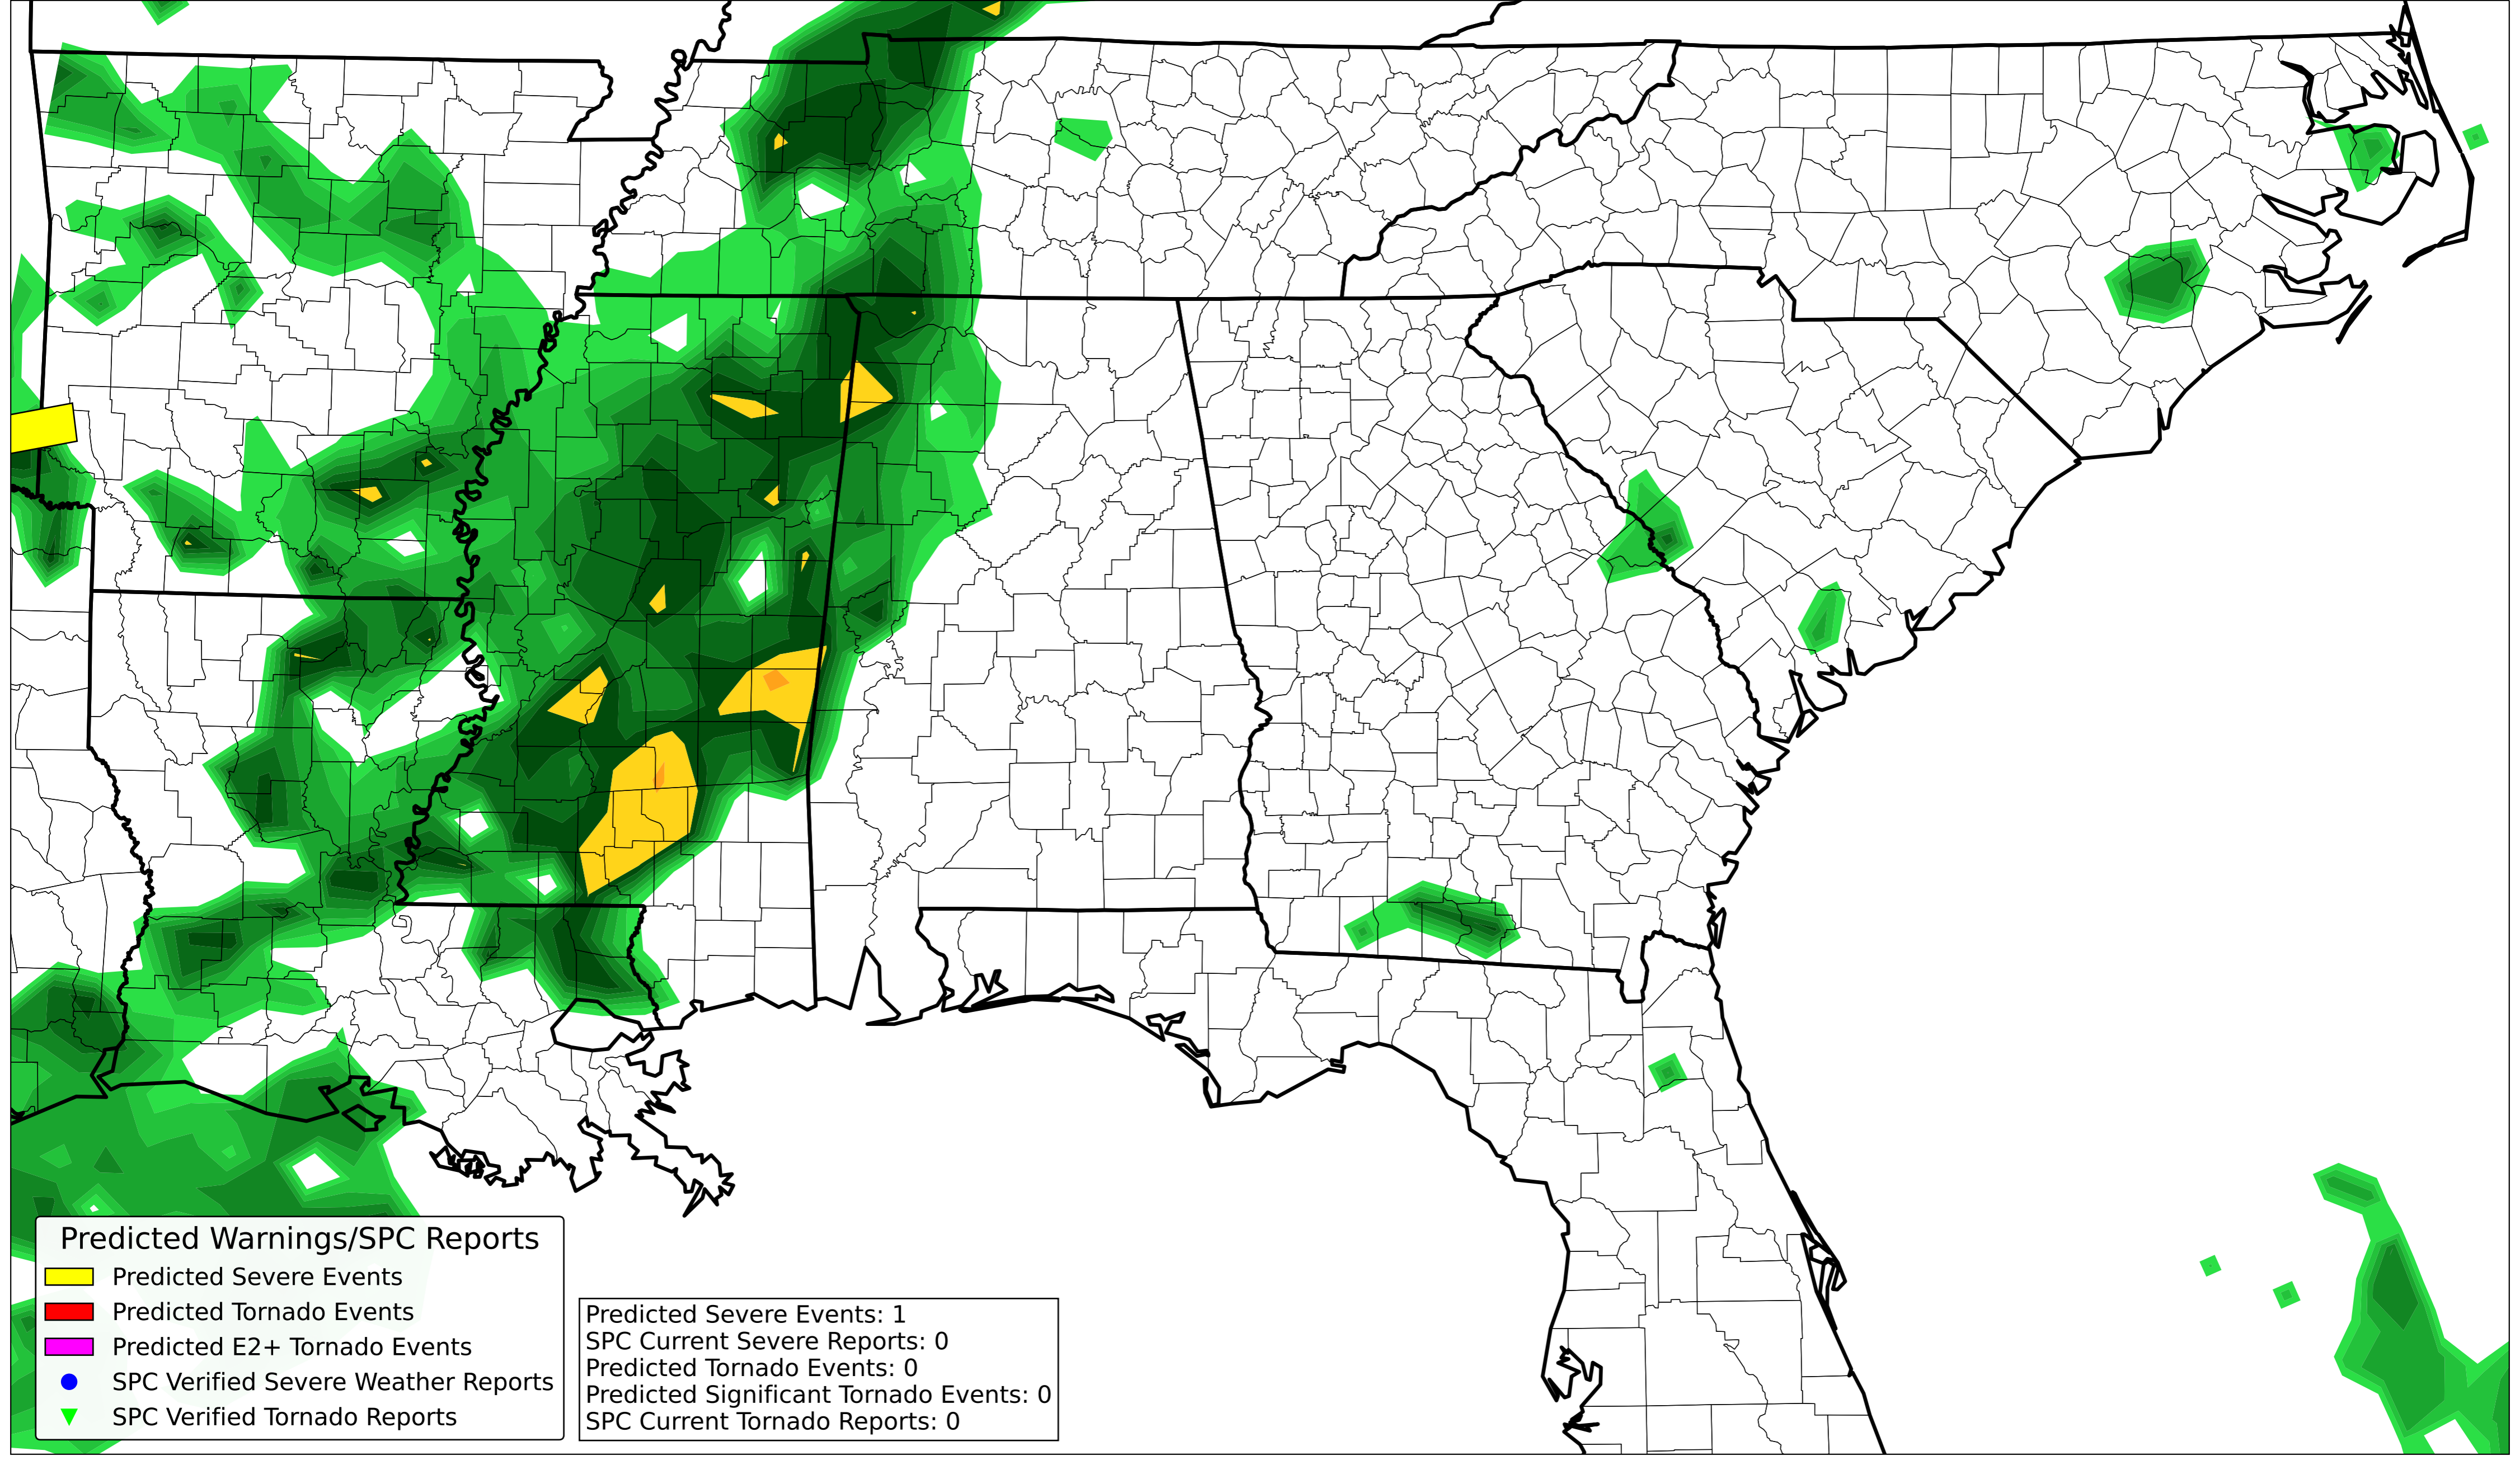 Predicted Warnings/SPC Reports
Predicted Severe Events
Predicted Tornado Events
Predicted E2+ Tornado Events
SPC Verified Severe Weather Reports
SPC Verified Tornado Reports
Predicted Severe Events: 1
SPC Current Severe Reports: 0
Predicted Tornado Events: 0
Predicted Significant Tornado Events: 0
SPC Current Tornado Reports: 0